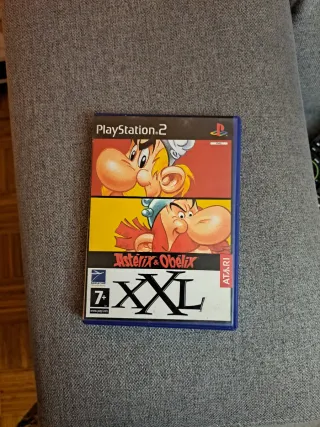 PlayStation®2
Astérix & Obélix
XXL
ATARI
7+